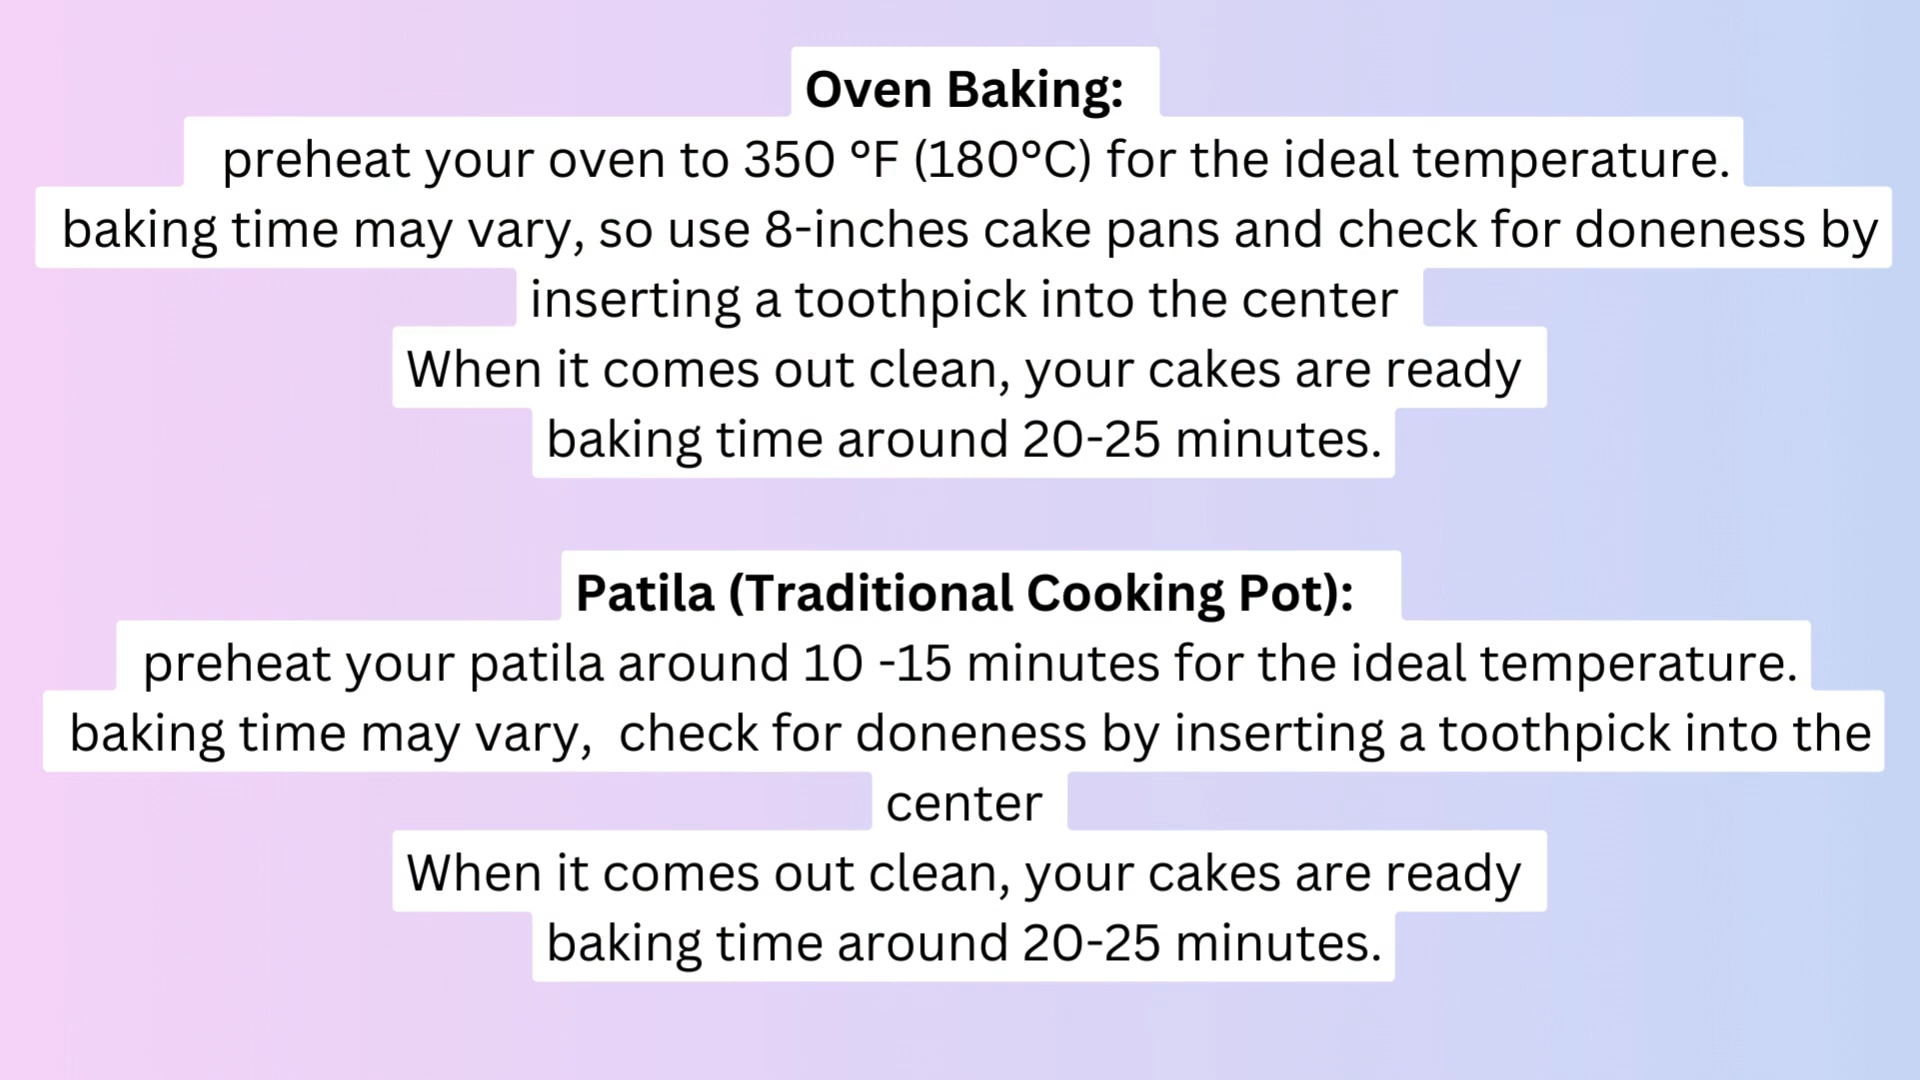 Oven Baking:
preheat your oven to 350 °F (180°C) for the ideal temperature.
baking time may vary, so use 8-inches cake pans and check for doneness by
inserting a toothpick into the center
When it comes out clean, your cakes are ready
baking time around 20-25 minutes.
Patila (Traditional Cooking Pot):
preheat your patila around 10 -15 minutes for the ideal temperature.
baking time may vary,  check for doneness by inserting a toothpick into the
center
When it comes out clean, your cakes are ready
baking time around 20-25 minutes.